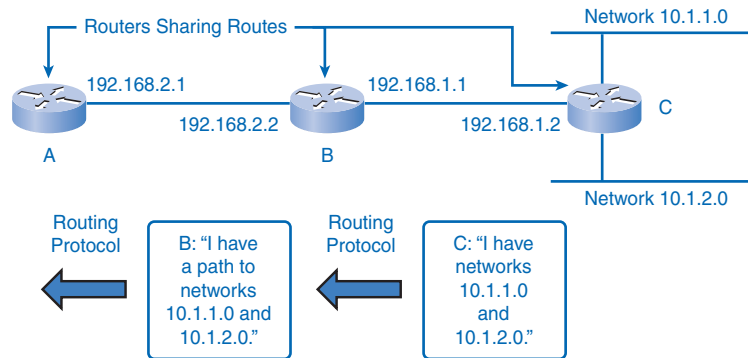 Network 10.1.1.0
Routers Sharing Routes
192.168.2.1
192.168.1.1
C
192.168.2.2
192.168.1.2
A
B
Network 10.1.2.0
Routing
Protocol
B: “I have
a path to
networks
10.1.1.0 and
10.1.2.0.”
Routing
Protocol
C: “I have
networks
10.1.1.0
and
10.1.2.0.”